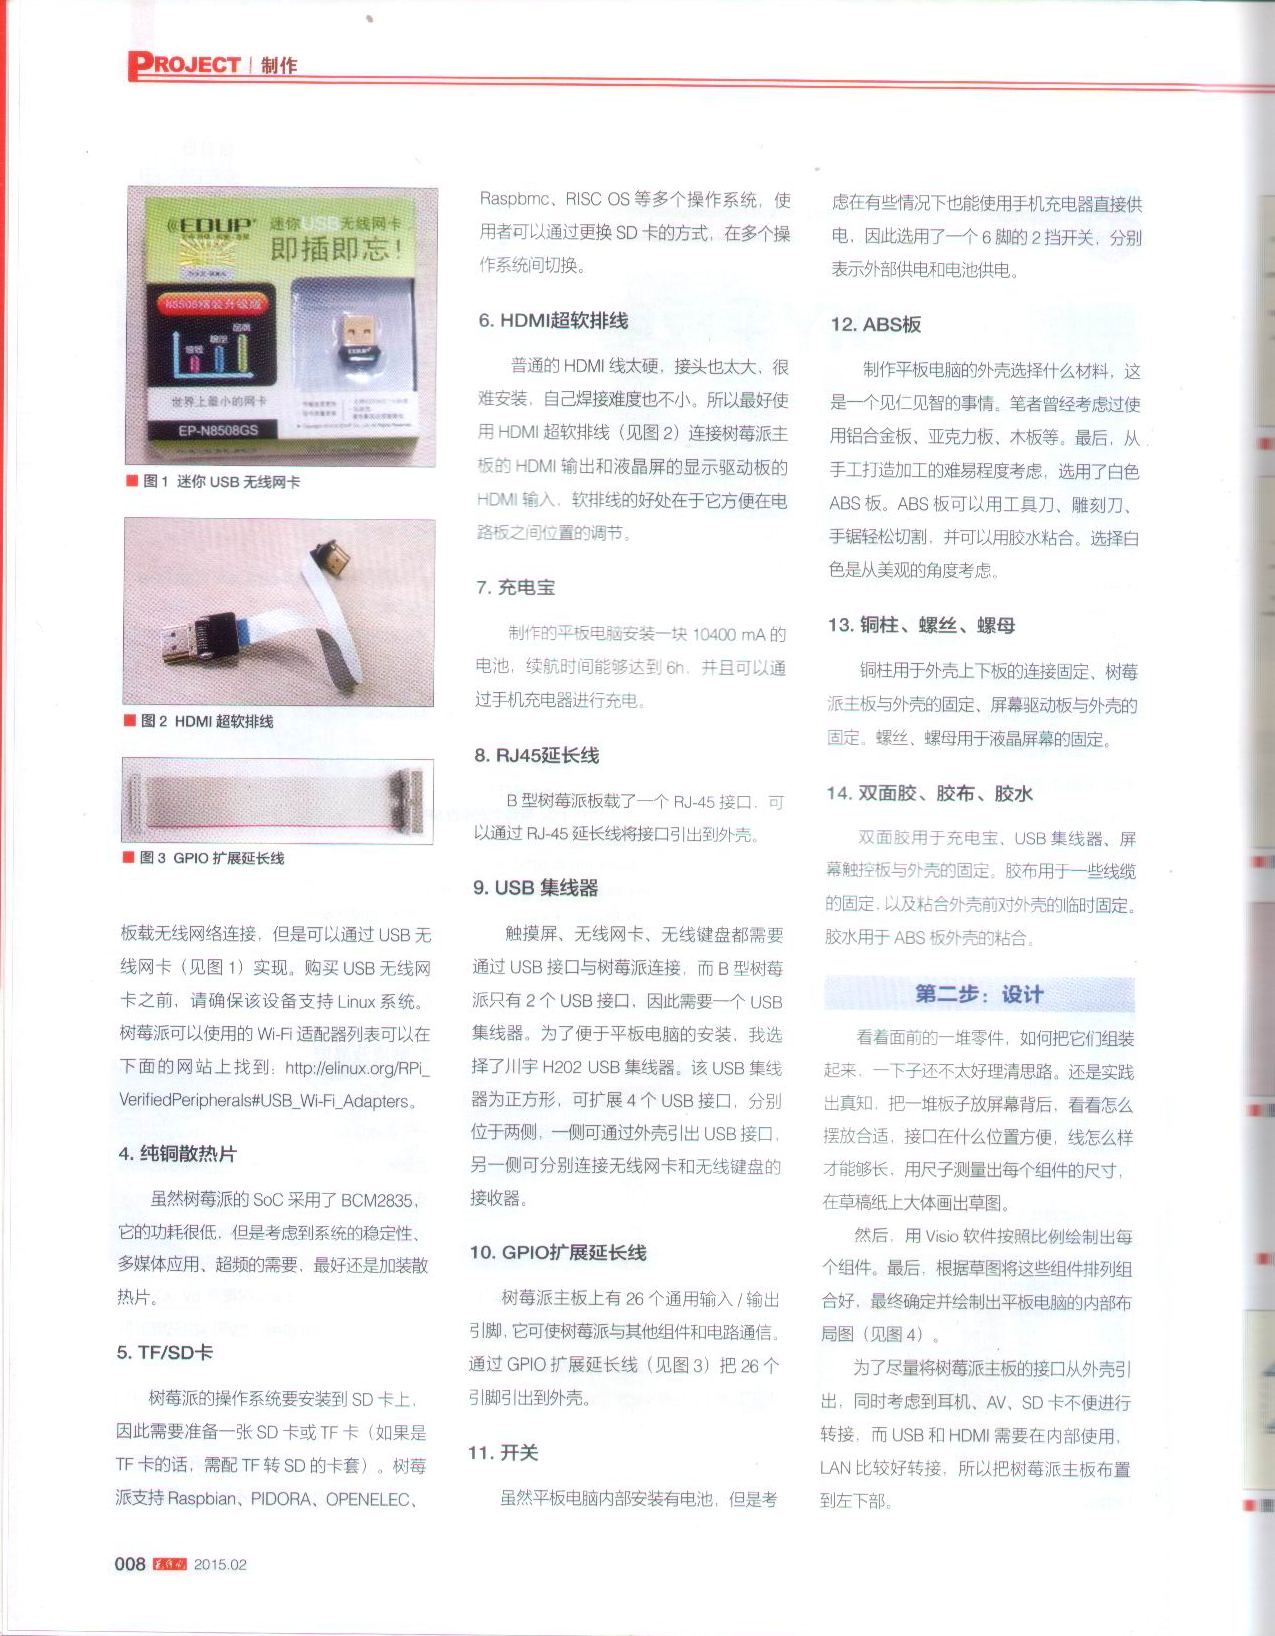 PROJECT | 制作
EDUP 迷你USB无线网卡
即插即忘！
N8508精装升级版
世界上最小的网卡
EP-N8508GS
EDUP
■ 图1 迷你 USB 无线网卡
■ 图2 HDMI 超软排线
■ 图3 GPIO 扩展延长线
板载无线网络连接，但是可以通过 USB 无
线网卡（见图 1）实现。购买 USB 无线网
卡之前，请确保该设备支持 Linux 系统。
树莓派可以使用的 Wi-Fi 适配器列表可以在
下面的网站上找到：http://elinux.org/RPi_
VerifiedPeripherals#USB_Wi-Fi_Adapters。
4. 纯铜散热片
虽然树莓派的 SoC 采用了 BCM2835，
它的功耗很低，但是考虑到系统的稳定性、
多媒体应用、超频的需要，最好还是加装散
热片。
5. TF/SD卡
树莓派的操作系统要安装到 SD 卡上，
因此需要准备一张 SD 卡或 TF 卡（如果是
TF 卡的话，需配 TF 转 SD 的卡套）。树莓
派支持 Raspbian、PIDORA、OPENELEC、
Raspbmc、RISC OS 等多个操作系统，使
用者可以通过更换 SD 卡的方式，在多个操
作系统间切换。
6. HDMI超软排线
普通的 HDMI 线太硬，接头也太大，很
难安装，自己焊接难度也不小。所以最好使
用 HDMI 超软排线（见图 2）连接树莓派主
板的 HDMI 输出和液晶屏的显示驱动板的
HDMI 输入，软排线的好处在于它方便在电
路板之间位置的调节。
7. 充电宝
制作的平板电脑安装一块 10400 mA 的
电池，续航时间能够达到 6h，并且可以通
过手机充电器进行充电。
8. RJ45延长线
B 型树莓派板载了一个 RJ-45 接口，可
以通过 RJ-45 延长线将接口引出到外壳。
9. USB 集线器
触摸屏、无线网卡、无线键盘都需要
通过 USB 接口与树莓派连接，而 B 型树莓
派只有 2 个 USB 接口，因此需要一个 USB
集线器。为了便于平板电脑的安装，我选
择了川宇 H202 USB 集线器。该 USB 集线
器为正方形，可扩展 4 个 USB 接口，分别
位于两侧，一侧可通过外壳引出 USB 接口，
另一侧可分别连接无线网卡和无线键盘的
接收器。
10. GPIO扩展延长线
树莓派主板上有 26 个通用输入 / 输出
引脚，它可使树莓派与其他组件和电路通信。
通过 GPIO 扩展延长线（见图 3）把 26 个
引脚引出到外壳。
11. 开关
虽然平板电脑内部安装有电池，但是考
虑在有些情况下也能使用手机充电器直接供
电，因此选用了一个 6 脚的 2 挡开关，分别
表示外部供电和电池供电。
12. ABS板
制作平板电脑的外壳选择什么材料，这
是一个见仁见智的事情。笔者曾经考虑过使
用铝合金板、亚克力板、木板等。最后，从
手工打造加工的难易程度考虑，选用了白色
ABS 板。ABS 板可以用工具刀、雕刻刀、
手锯轻松切割，并可以用胶水粘合。选择白
色是从美观的角度考虑。
13. 铜柱、螺丝、螺母
铜柱用于外壳上下板的连接固定、树莓
派主板与外壳的固定、屏幕驱动板与外壳的
固定。螺丝、螺母用于液晶屏幕的固定。
14. 双面胶、胶布、胶水
双面胶用于充电宝、USB 集线器、屏
幕触控板与外壳的固定。胶布用于一些线缆
的固定，以及粘合外壳前对外壳的临时固定。
胶水用于 ABS 板外壳的粘合。
第二步：设计
看着面前的一堆零件，如何把它们组装
起来，一下子还不太好理清思路。还是实践
出真知，把一堆板子放屏幕背后，看看怎么
摆放合适，接口在什么位置方便，线怎么样
才能够长，用尺子测量出每个组件的尺寸，
在草稿纸上大体画出草图。
然后，用 Visio 软件按照比例绘制出每
个组件。最后，根据草图将这些组件排列组
合好，最终确定并绘制出平板电脑的内部布
局图（见图 4）。
为了尽量将树莓派主板的接口从外壳引
出，同时考虑到耳机、AV、SD 卡不便进行
转接，而 USB 和 HDMI 需要在内部使用，
LAN 比较好转接，所以把树莓派主板布置
到左下部。
008 无线电 2015.02